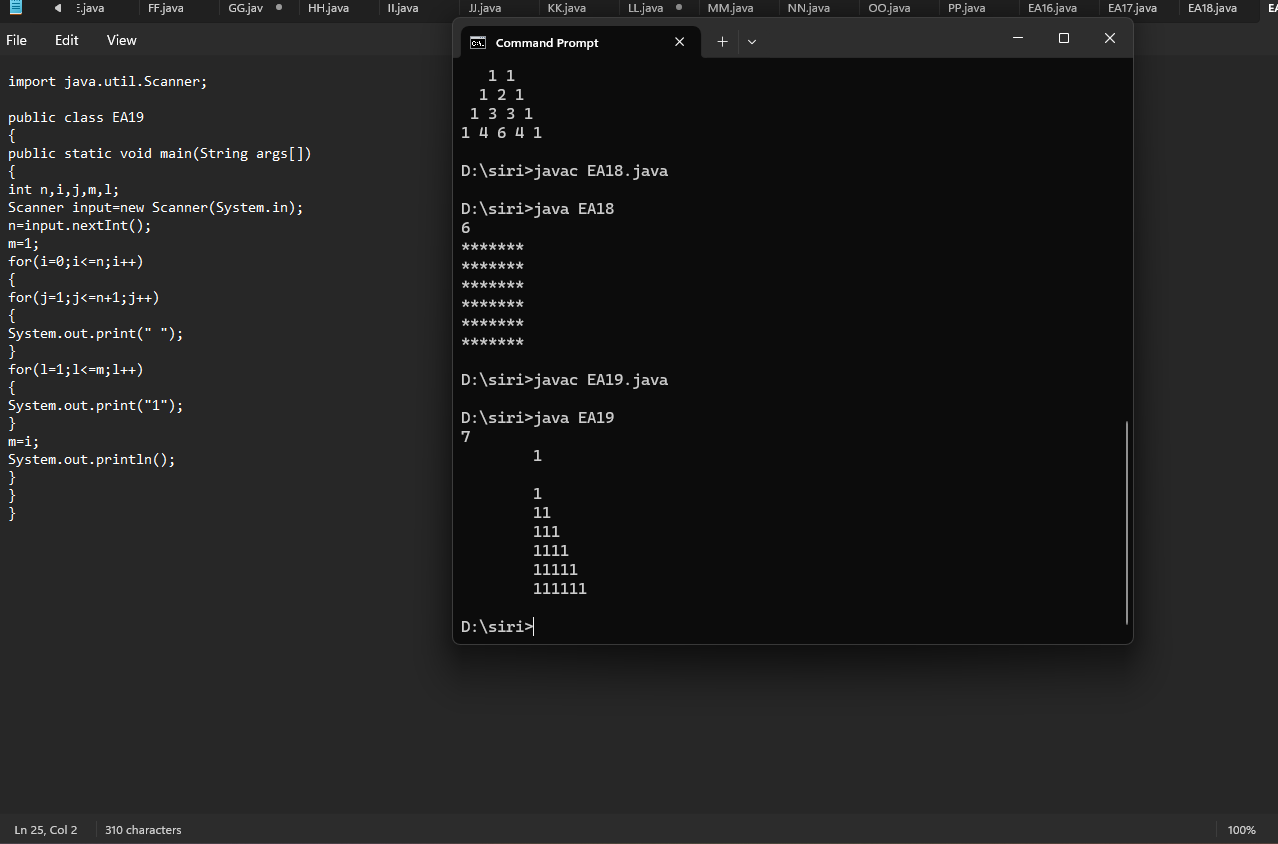 E.java FF.java GG.jav HH.java II.java JJ.java KK.java LL.java MM.java NN.java OO.java PP.java EA16.java EA17.java EA18.java EA
File Edit View
import java.util.Scanner;
public class EA19
{
public static void main(String args[])
{
int n,i,j,m,l;
Scanner input=new Scanner(System.in);
n=input.nextInt();
m=1;
for(i=0;i<=n;i++)
{
for(j=1;j<=n+1;j++)
{
System.out.print(" ");
}
for(l=1;l<=m;l++)
{
System.out.print("1");
}
m=i;
System.out.println();
}
}
}
Command Prompt
1 1
1 2 1
1 3 3 1
1 4 6 4 1
D:\siri>javac EA18.java
D:\siri>java EA18
6
*******
*******
*******
*******
*******
*******
D:\siri>javac EA19.java
D:\siri>java EA19
7
1
1
11
111
1111
11111
111111
D:\siri>
Ln 25, Col 2 310 characters 100%